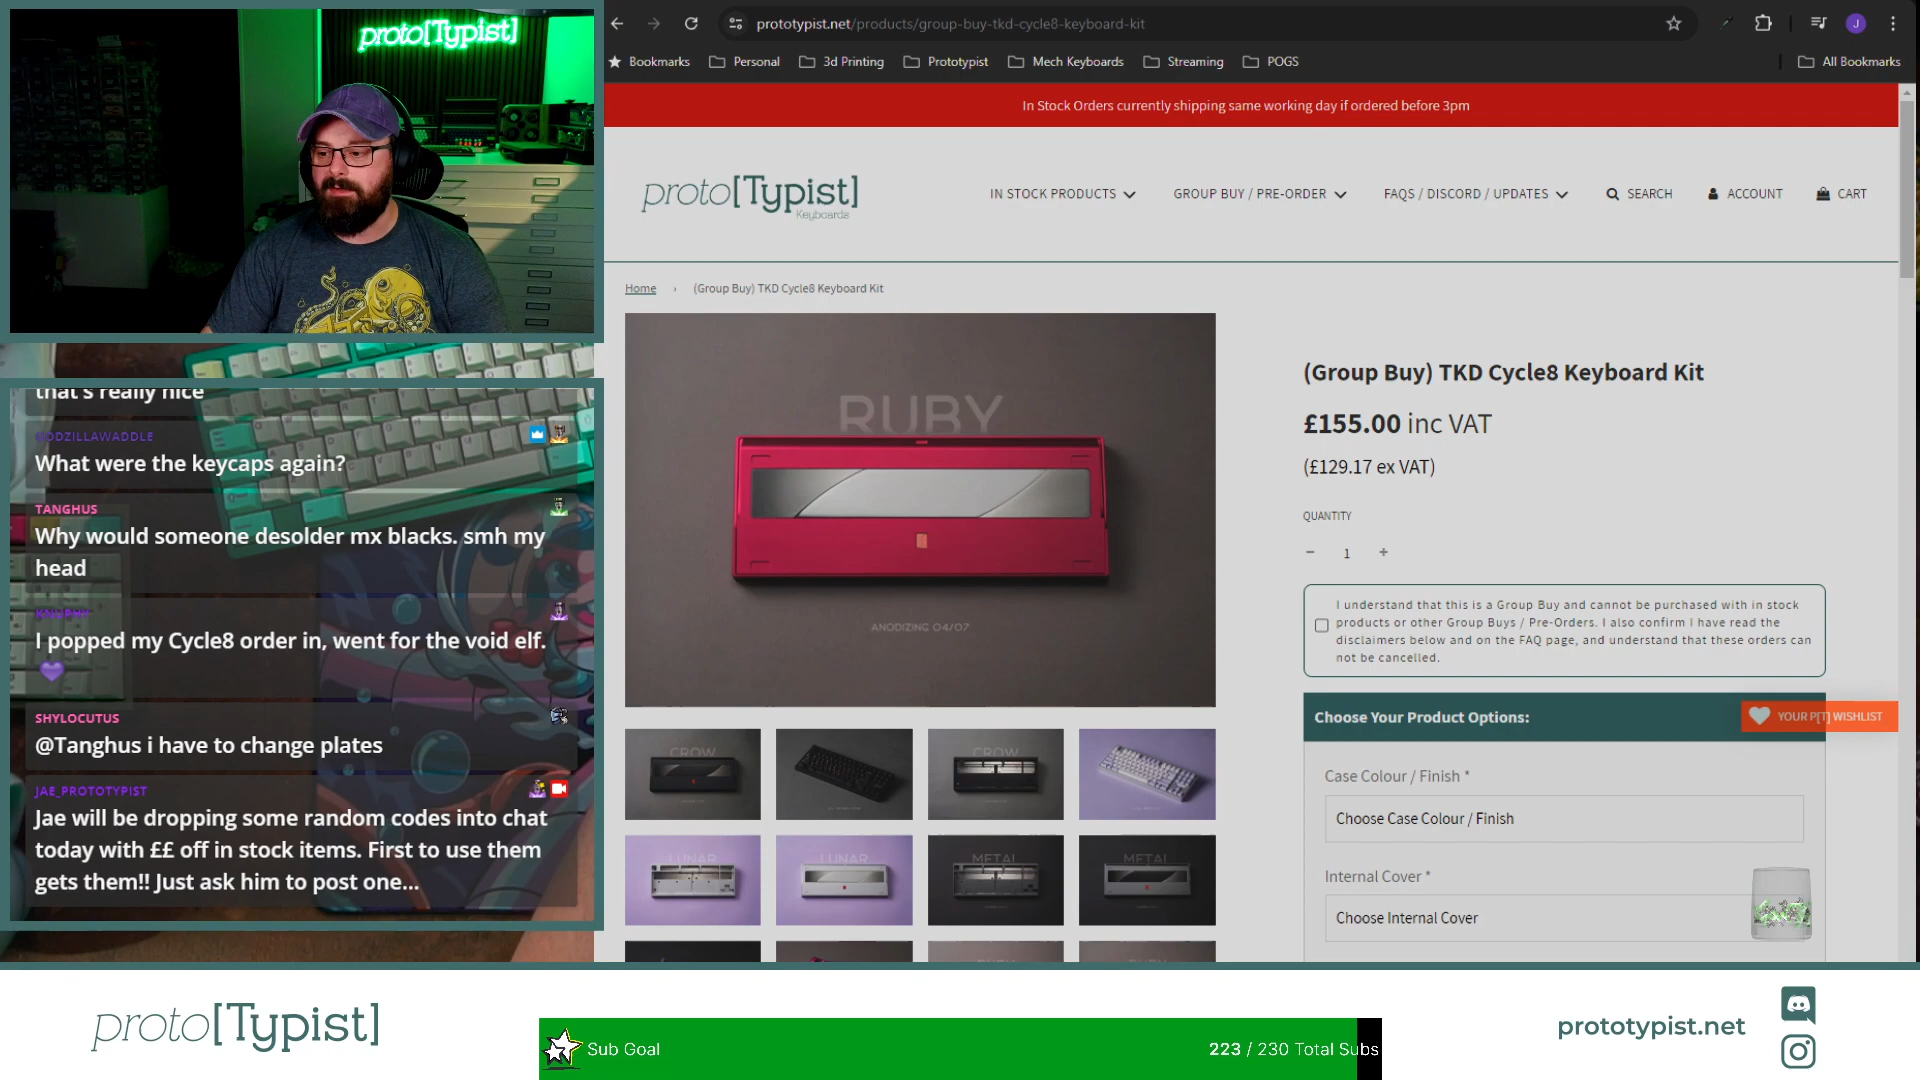 proto[Typist]
prototypist.net/products/group-buy-tkd-cycle8-keyboard-kit
J
Bookmarks
Personal
3d Printing
Prototypist
Mech Keyboards
Streaming
POGS
All Bookmarks
In Stock Orders currently shipping same working day if ordered before 3pm
proto[Typist]
Keyboards
IN STOCK PRODUCTS
GROUP BUY / PRE-ORDER
FAQS / DISCORD / UPDATES
SEARCH
ACCOUNT
CART
Home › (Group Buy) TKD Cycle8 Keyboard Kit
RUBY
ANODIZING 04/07
CROW
CROW
LUNAR
LUNAR
METAL
METAL
(Group Buy) TKD Cycle8 Keyboard Kit
£155.00 inc VAT
(£129.17 ex VAT)
QUANTITY
− 1 +
I understand that this is a Group Buy and cannot be purchased with in stock
products or other Group Buys / Pre-Orders. I also confirm I have read the
disclaimers below and on the FAQ page, and understand that these orders can
not be cancelled.
Choose Your Product Options:
YOUR P[T] WISHLIST
Case Colour / Finish *
Choose Case Colour / Finish
Internal Cover *
Choose Internal Cover
that's really nice
GODZILLAWADDLE
What were the keycaps again?
TANGHUS
Why would someone desolder mx blacks. smh my
head
I popped my Cycle8 order in, went for the void elf.
SHYLOCUTUS
@Tanghus i have to change plates
JAE_PROTOTYPIST
Jae will be dropping some random codes into chat
today with ££ off in stock items. First to use them
gets them!! Just ask him to post one...
proto[Typist]
Sub Goal
223 / 230 Total Subs
prototypist.net